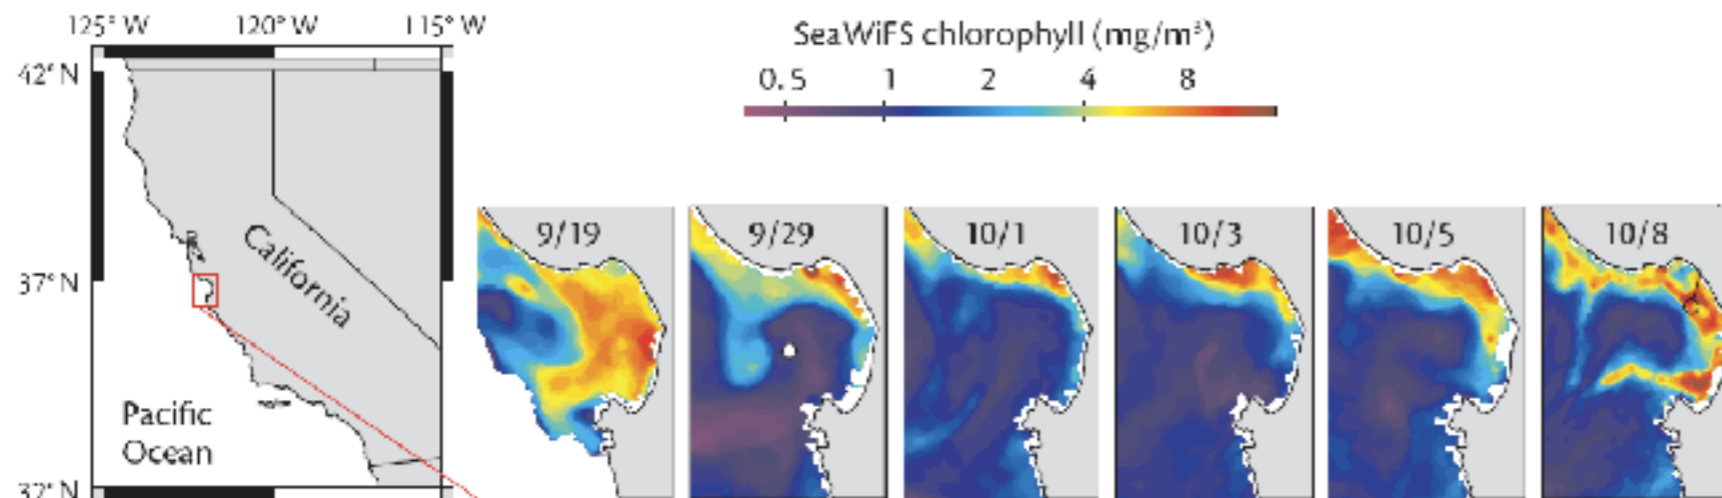 125° W 120° W 115° W
SeaWiFS chlorophyll (mg/m³)
0.5 1 2 4 8
42° N
9/19 9/29 10/1 10/3 10/5 10/8
California
37° N
Pacific
Ocean
32° N